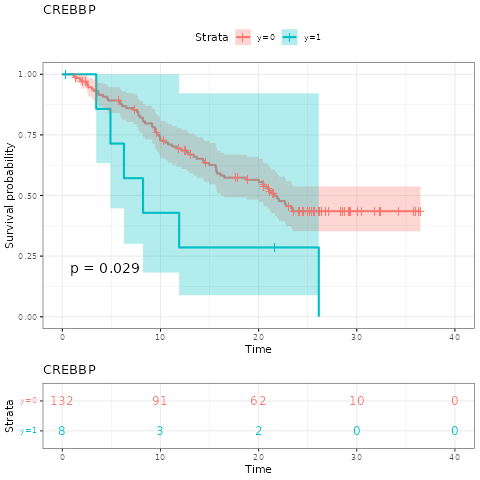 CREBBP
Strata y=0 y=1
Survival probability
1.00
0.75
0.50
0.25
0.00
p = 0.029
0 10 20 30 40
Time
CREBBP
Strata
y=0 132 91 62 10 0
y=1 8 3 2 0 0
0 10 20 30 40
Time